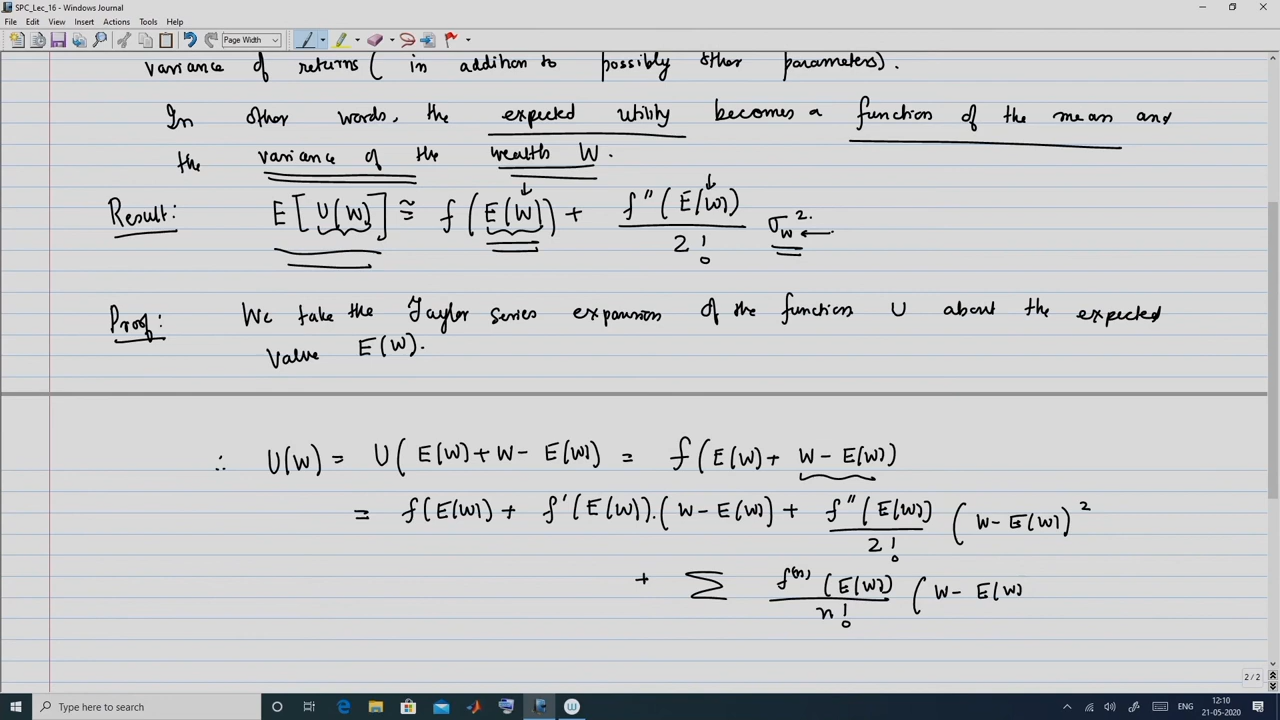 SPC_Lec_16 - Windows Journal
File Edit View Insert Actions Tools Help
Page Width
variance of returns ( in addition to possibly other parameters).
In other words, the expected utility becomes a function of the mean and
the variance of the wealth W.
Result: E[U(W)] ≅ f(E(W)) + f''(E(W))/2! σ_W².
Proof: We take the Taylor series expansion of the function U about the expected
value E(W).
∴ U(W) = U( E(W) + W - E(W)) = f(E(W) + W - E(W))
= f(E(W)) + f'(E(W)).(W - E(W)) + f''(E(W))/2! (W - E(W))²
+ Σ f⁽ⁿ⁾(E(W))/n! (W - E(W)
2/2
Type here to search
ENG
12:10
21-05-2020